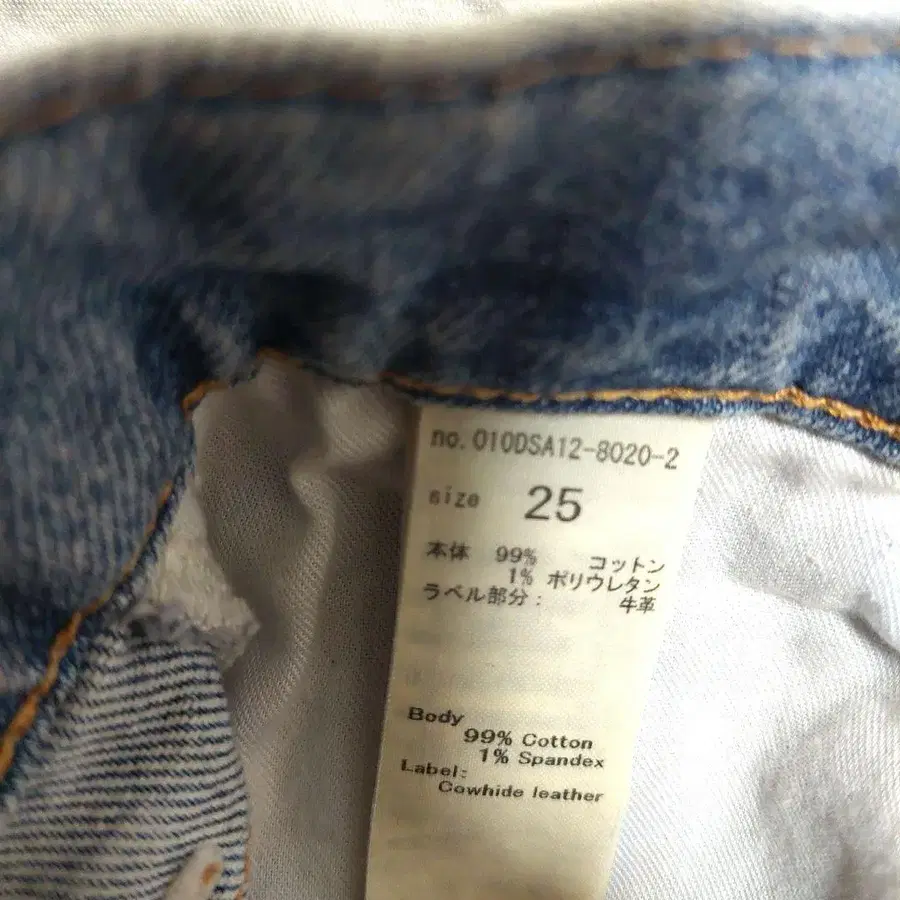 no.010DSA12-8020-2
size 25
本体 99% コットン
1% ポリウレタン
ラベル部分: 牛革
Body
99% Cotton
1% Spandex
Label:
Cowhide leather